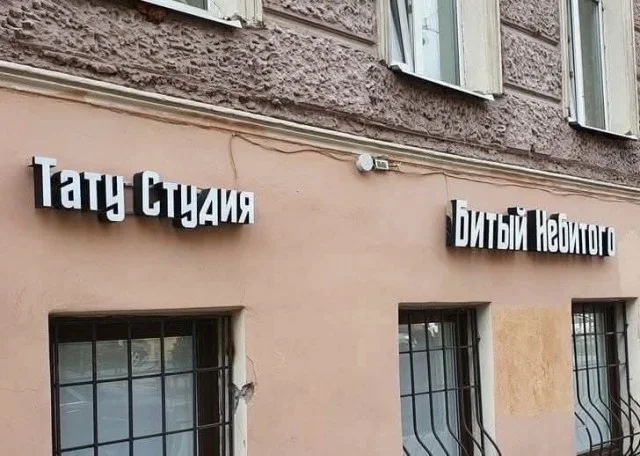 Тату Студия
Битый Небитого